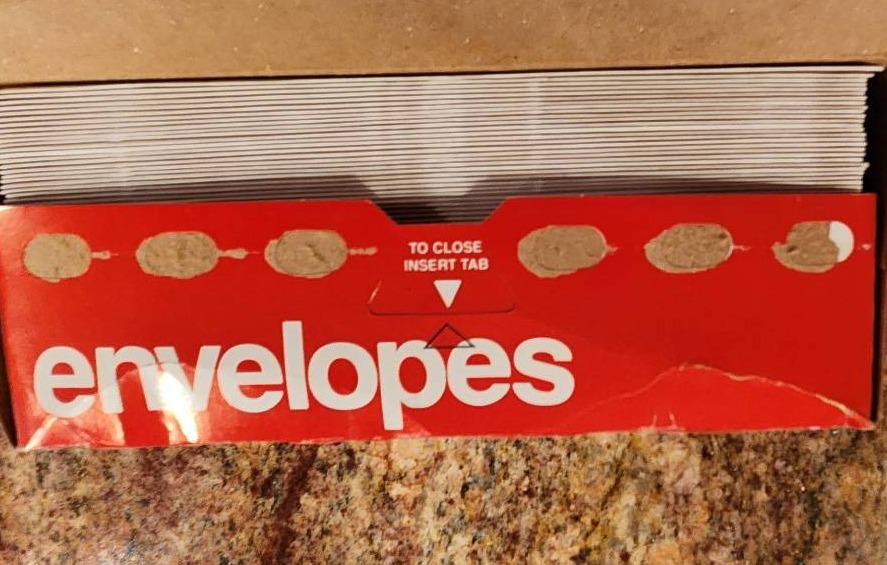 TO CLOSE
INSERT TAB
envelopes